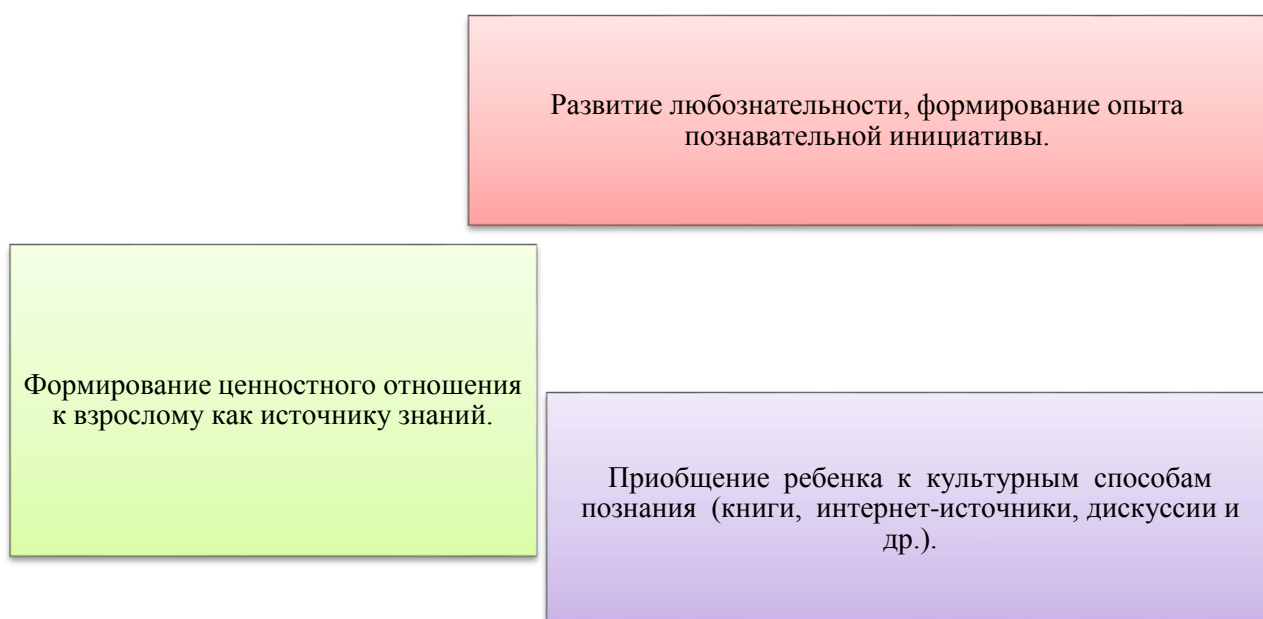 Развитие любознательности, формирование опыта
познавательной инициативы.
Формирование ценностного отношения
к взрослому как источнику знаний.
Приобщение ребенка к культурным способам
познания (книги, интернет-источники, дискуссии и
др.).